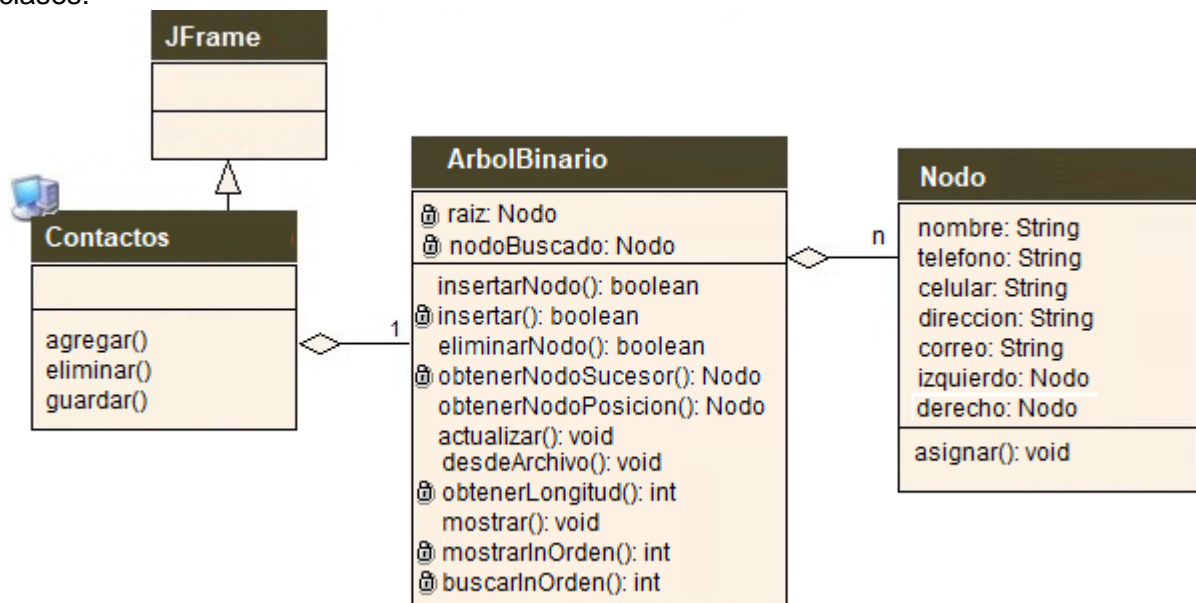 clases:
JFrame
Contactos
agregar()
eliminar()
guardar()
1
ArbolBinario
raiz: Nodo
nodoBuscado: Nodo
insertarNodo(): boolean
insertar(): boolean
eliminarNodo(): boolean
obtenerNodoSucesor(): Nodo
obtenerNodoPosicion(): Nodo
actualizar(): void
desdeArchivo(): void
obtenerLongitud(): int
mostrar(): void
mostrarInOrden(): int
buscarInOrden(): int
n
Nodo
nombre: String
telefono: String
celular: String
direccion: String
correo: String
izquierdo: Nodo
derecho: Nodo
asignar(): void